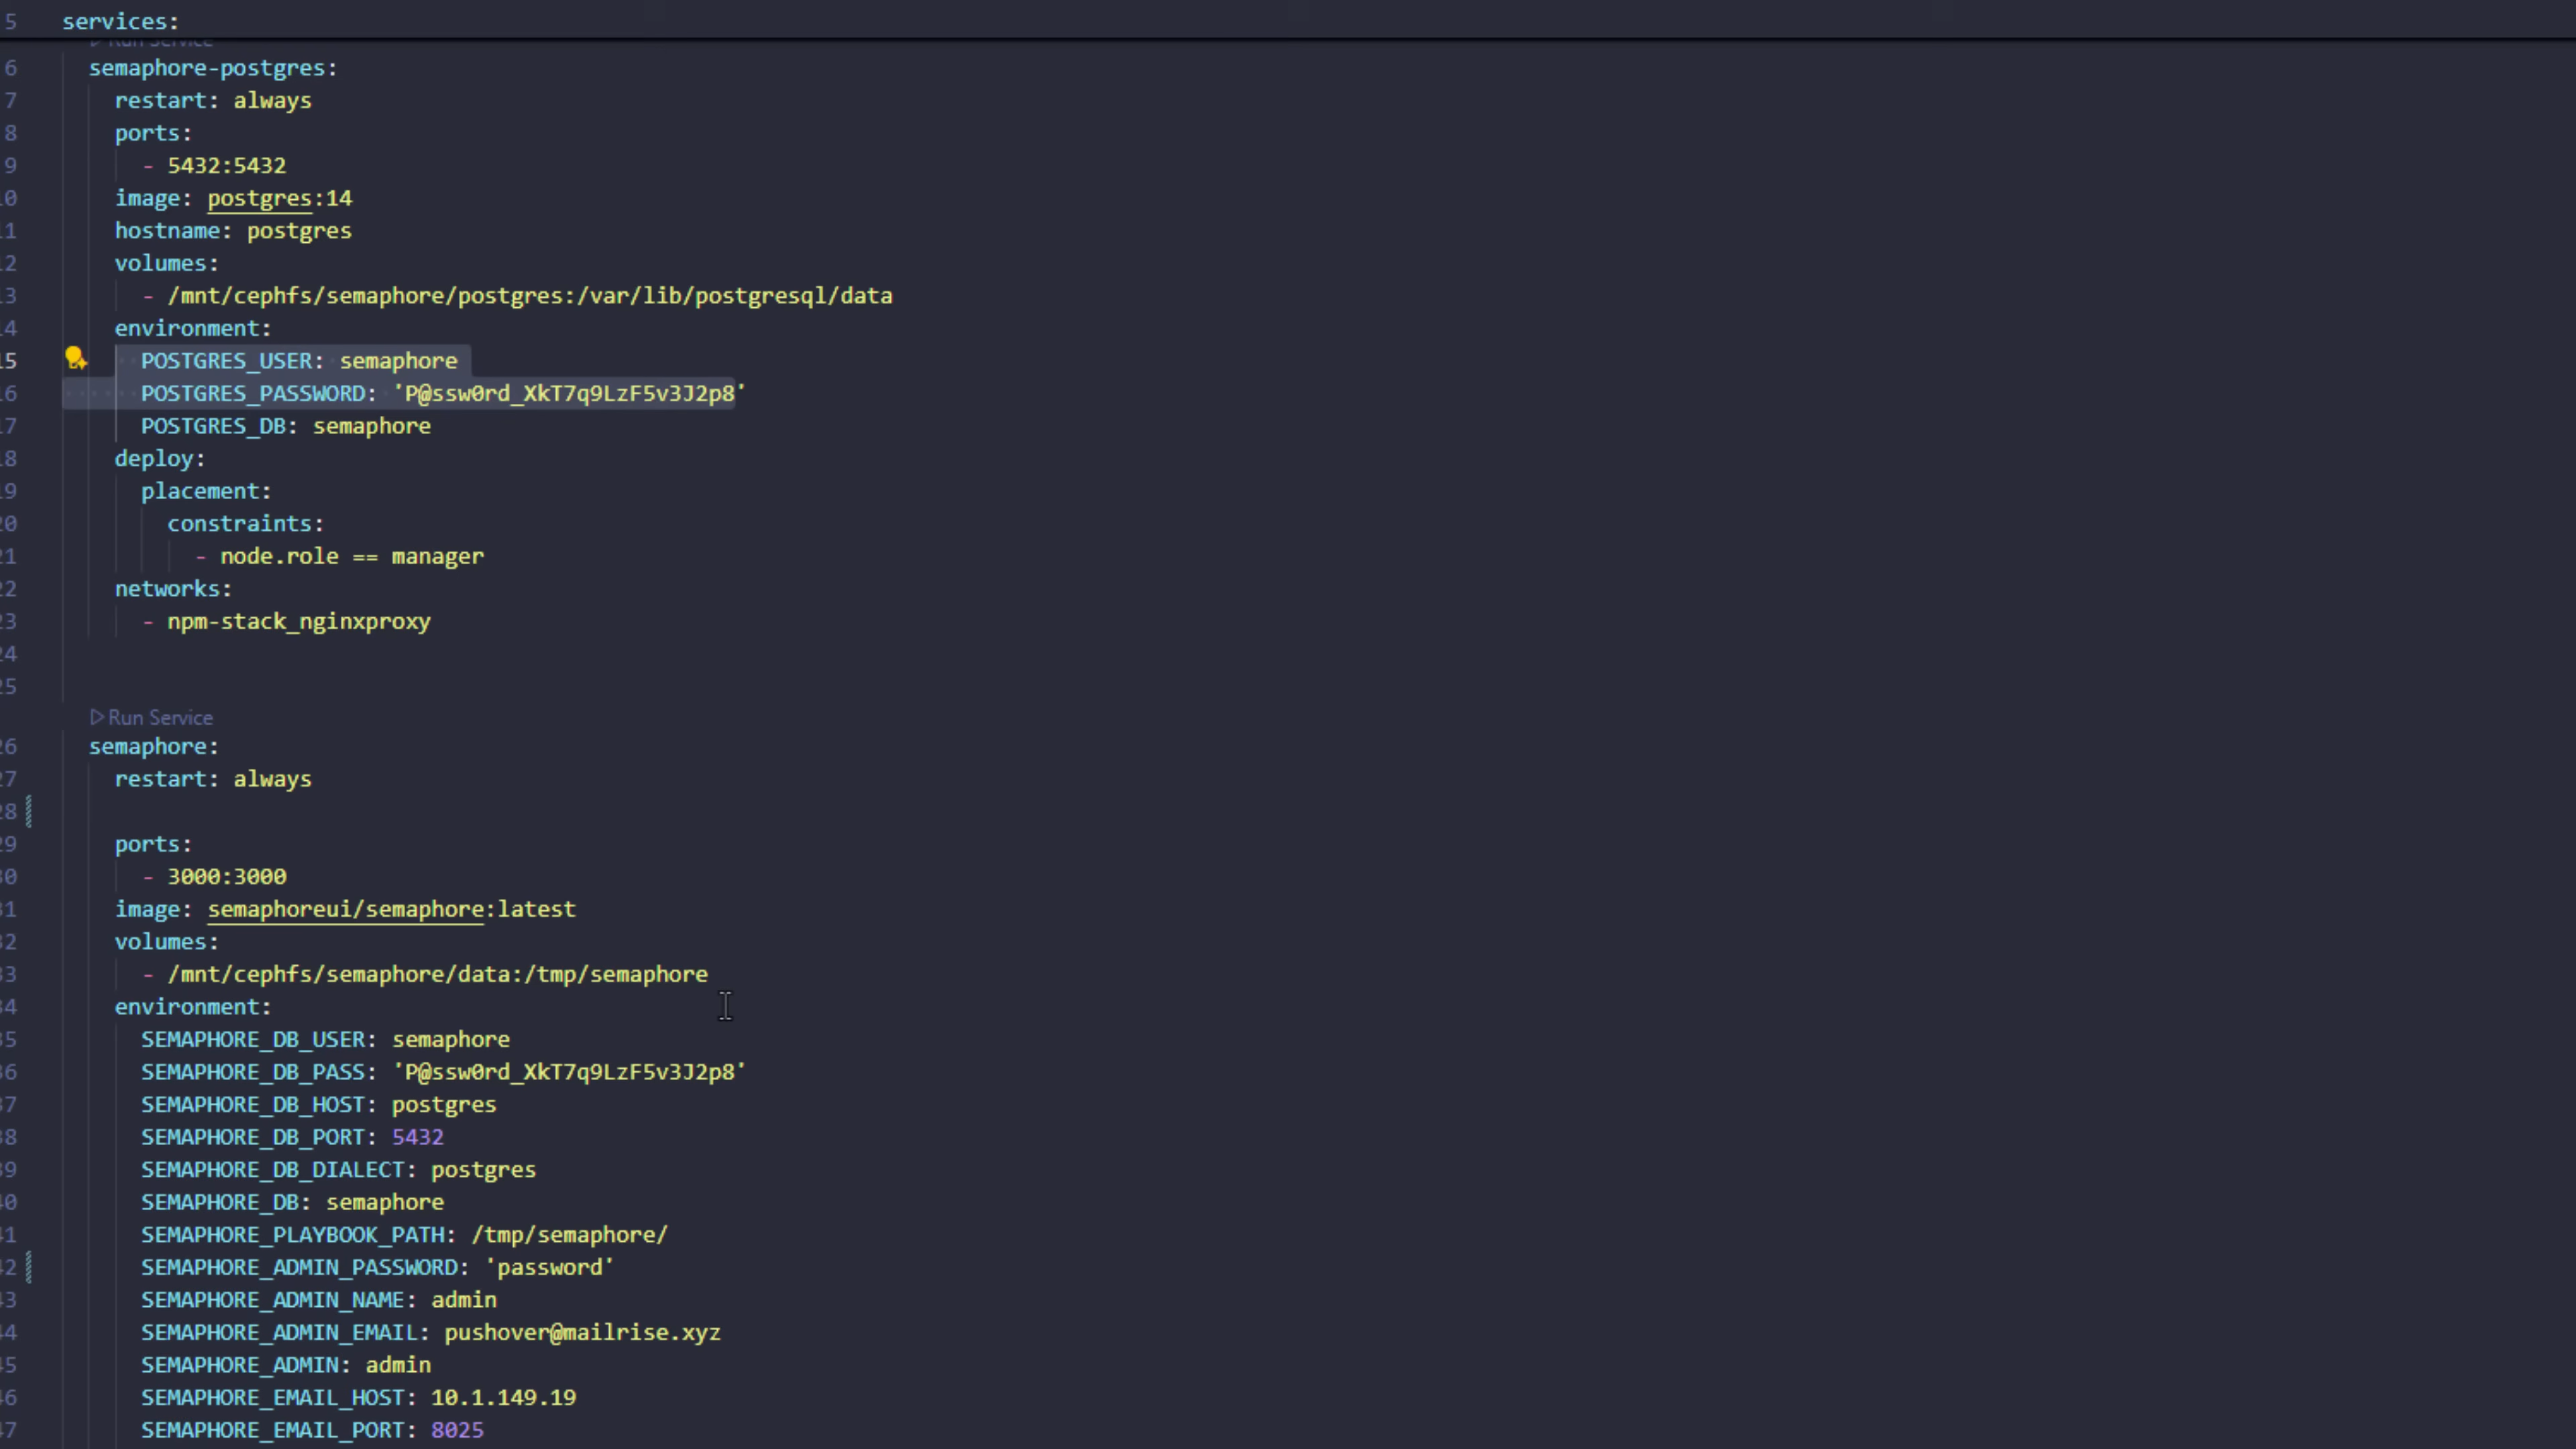 5 services:
Run Service
6 semaphore-postgres:
7 restart: always
8 ports:
9 - 5432:5432
10 image: postgres:14
11 hostname: postgres
12 volumes:
13 - /mnt/cephfs/semaphore/postgres:/var/lib/postgresql/data
14 environment:
15 POSTGRES_USER: semaphore
16 POSTGRES_PASSWORD: 'P@ssw0rd_XkT7q9LzF5v3J2p8'
17 POSTGRES_DB: semaphore
18 deploy:
19 placement:
20 constraints:
21 - node.role == manager
22 networks:
23 - npm-stack_nginxproxy
24
25
Run Service
26 semaphore:
27 restart: always
28
29 ports:
30 - 3000:3000
31 image: semaphoreui/semaphore:latest
32 volumes:
33 - /mnt/cephfs/semaphore/data:/tmp/semaphore
34 environment:
35 SEMAPHORE_DB_USER: semaphore
36 SEMAPHORE_DB_PASS: 'P@ssw0rd_XkT7q9LzF5v3J2p8'
37 SEMAPHORE_DB_HOST: postgres
38 SEMAPHORE_DB_PORT: 5432
39 SEMAPHORE_DB_DIALECT: postgres
40 SEMAPHORE_DB: semaphore
41 SEMAPHORE_PLAYBOOK_PATH: /tmp/semaphore/
42 SEMAPHORE_ADMIN_PASSWORD: 'password'
43 SEMAPHORE_ADMIN_NAME: admin
44 SEMAPHORE_ADMIN_EMAIL: pushover@mailrise.xyz
45 SEMAPHORE_ADMIN: admin
46 SEMAPHORE_EMAIL_HOST: 10.1.149.19
47 SEMAPHORE_EMAIL_PORT: 8025